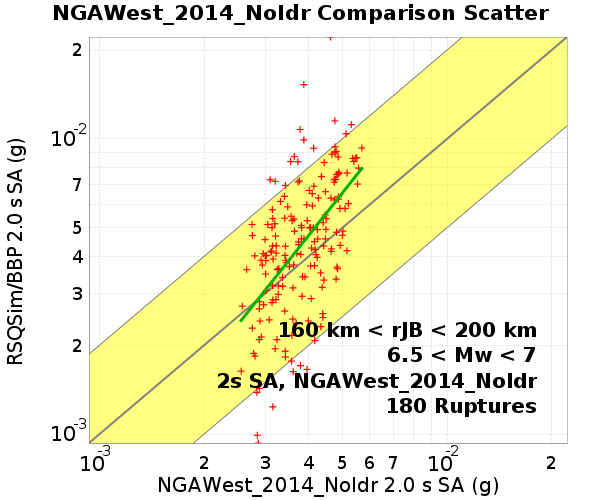 NGAWest_2014_NoIdr Comparison Scatter
RSQSim/BBP 2.0 s SA (g)
2
10-2
7
5
4
3
2
10-3
160 km < rJB < 200 km
6.5 < Mw < 7
2s SA, NGAWest_2014_NoIdr
180 Ruptures
10-3 2 3 4 5 6 7 10-2 2
NGAWest_2014_NoIdr 2.0 s SA (g)